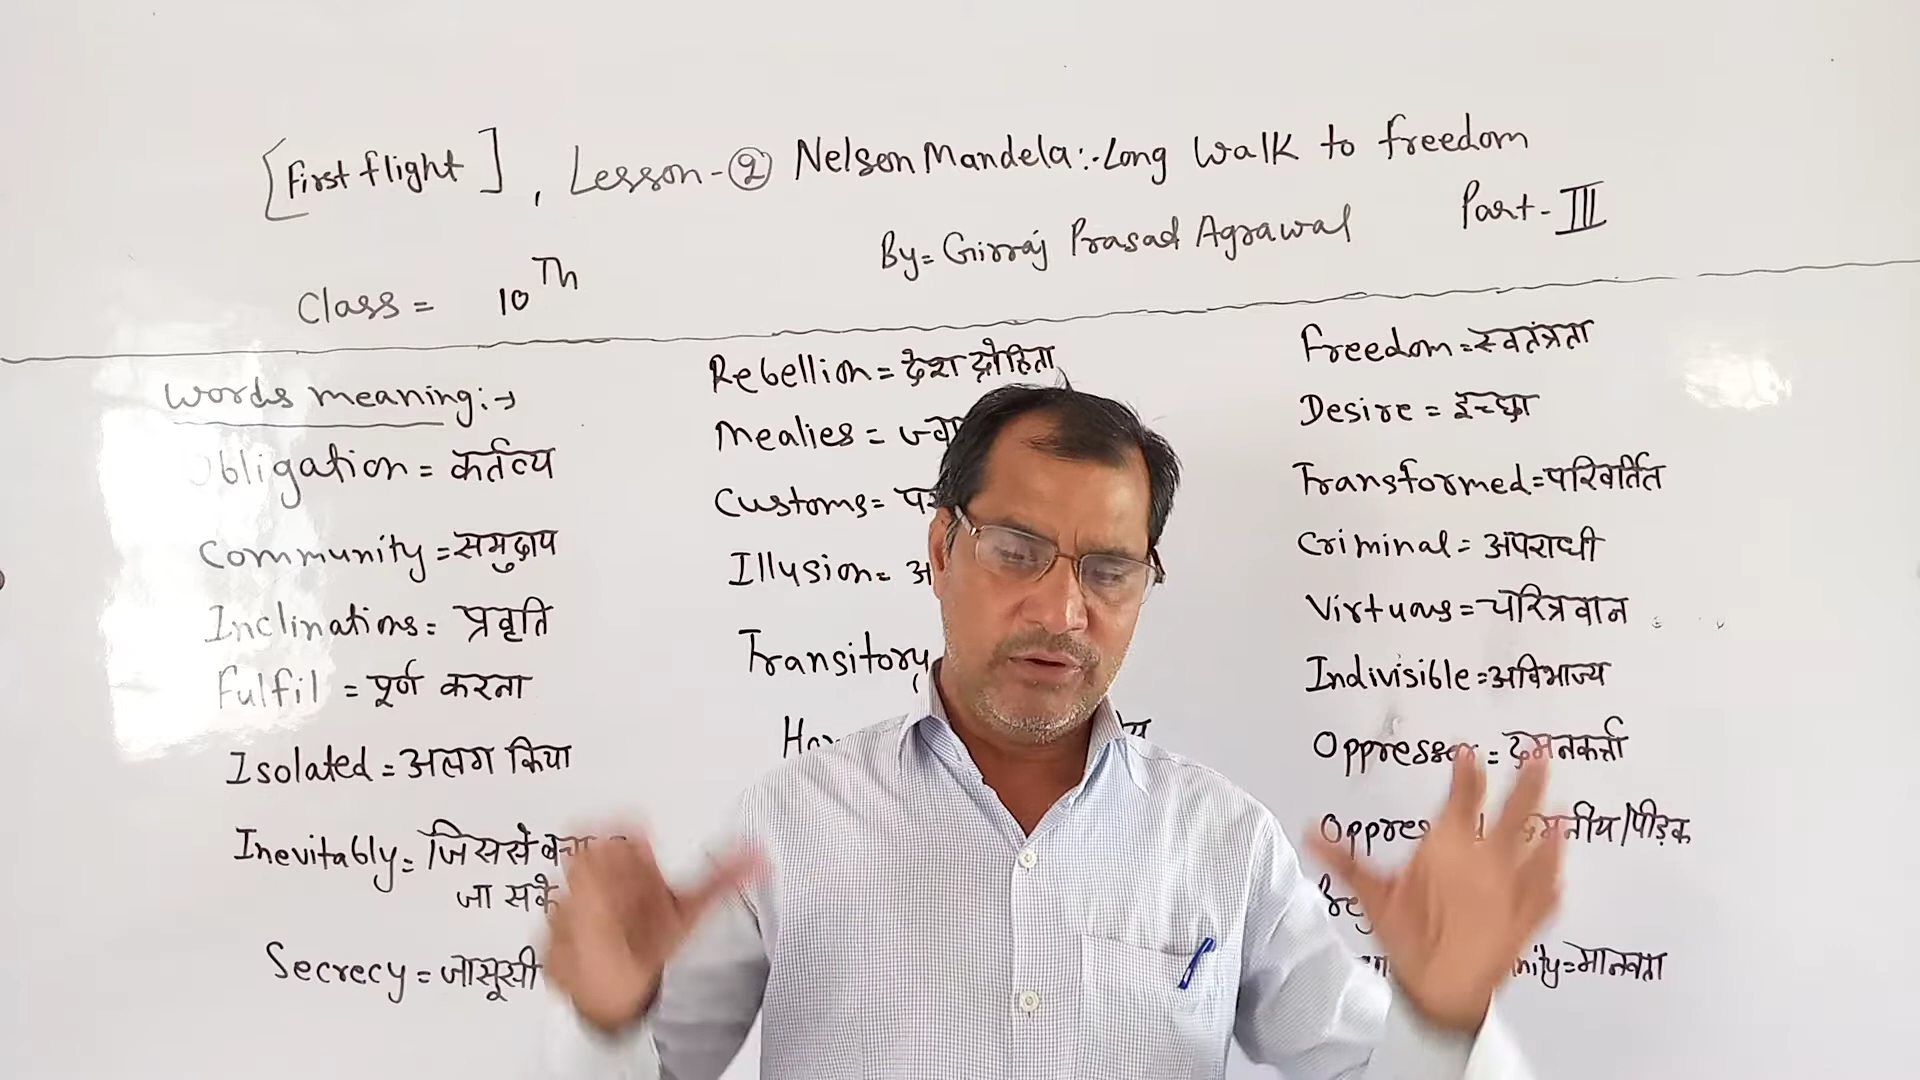 [First flight], Lesson-② Nelson Mandela:-Long Walk to freedom
By= Girraj Prasad Agrawal
Part-III
Class= 10Th
Words meaning:→
Obligation = कर्तव्य
Community = समुदाय
Inclinations = प्रवृति
Fulfil = पूर्ण करना
Isolated = अलग किया
Inevitably = जिससे बचा
जा सके
Secrecy = जासूसी
Rebellion = देश द्रोहिता
Mealies =
Customs =
Illusion =
Transitory
Freedom = स्वतंत्रता
Desire = इच्छा
Transformed = परिवर्तित
Criminal = अपराधी
Virtuous = चरित्रवान
Indivisible = अविभाज्य
Oppressor = दमनकर्त्ता
/पीड़क
=मानवता